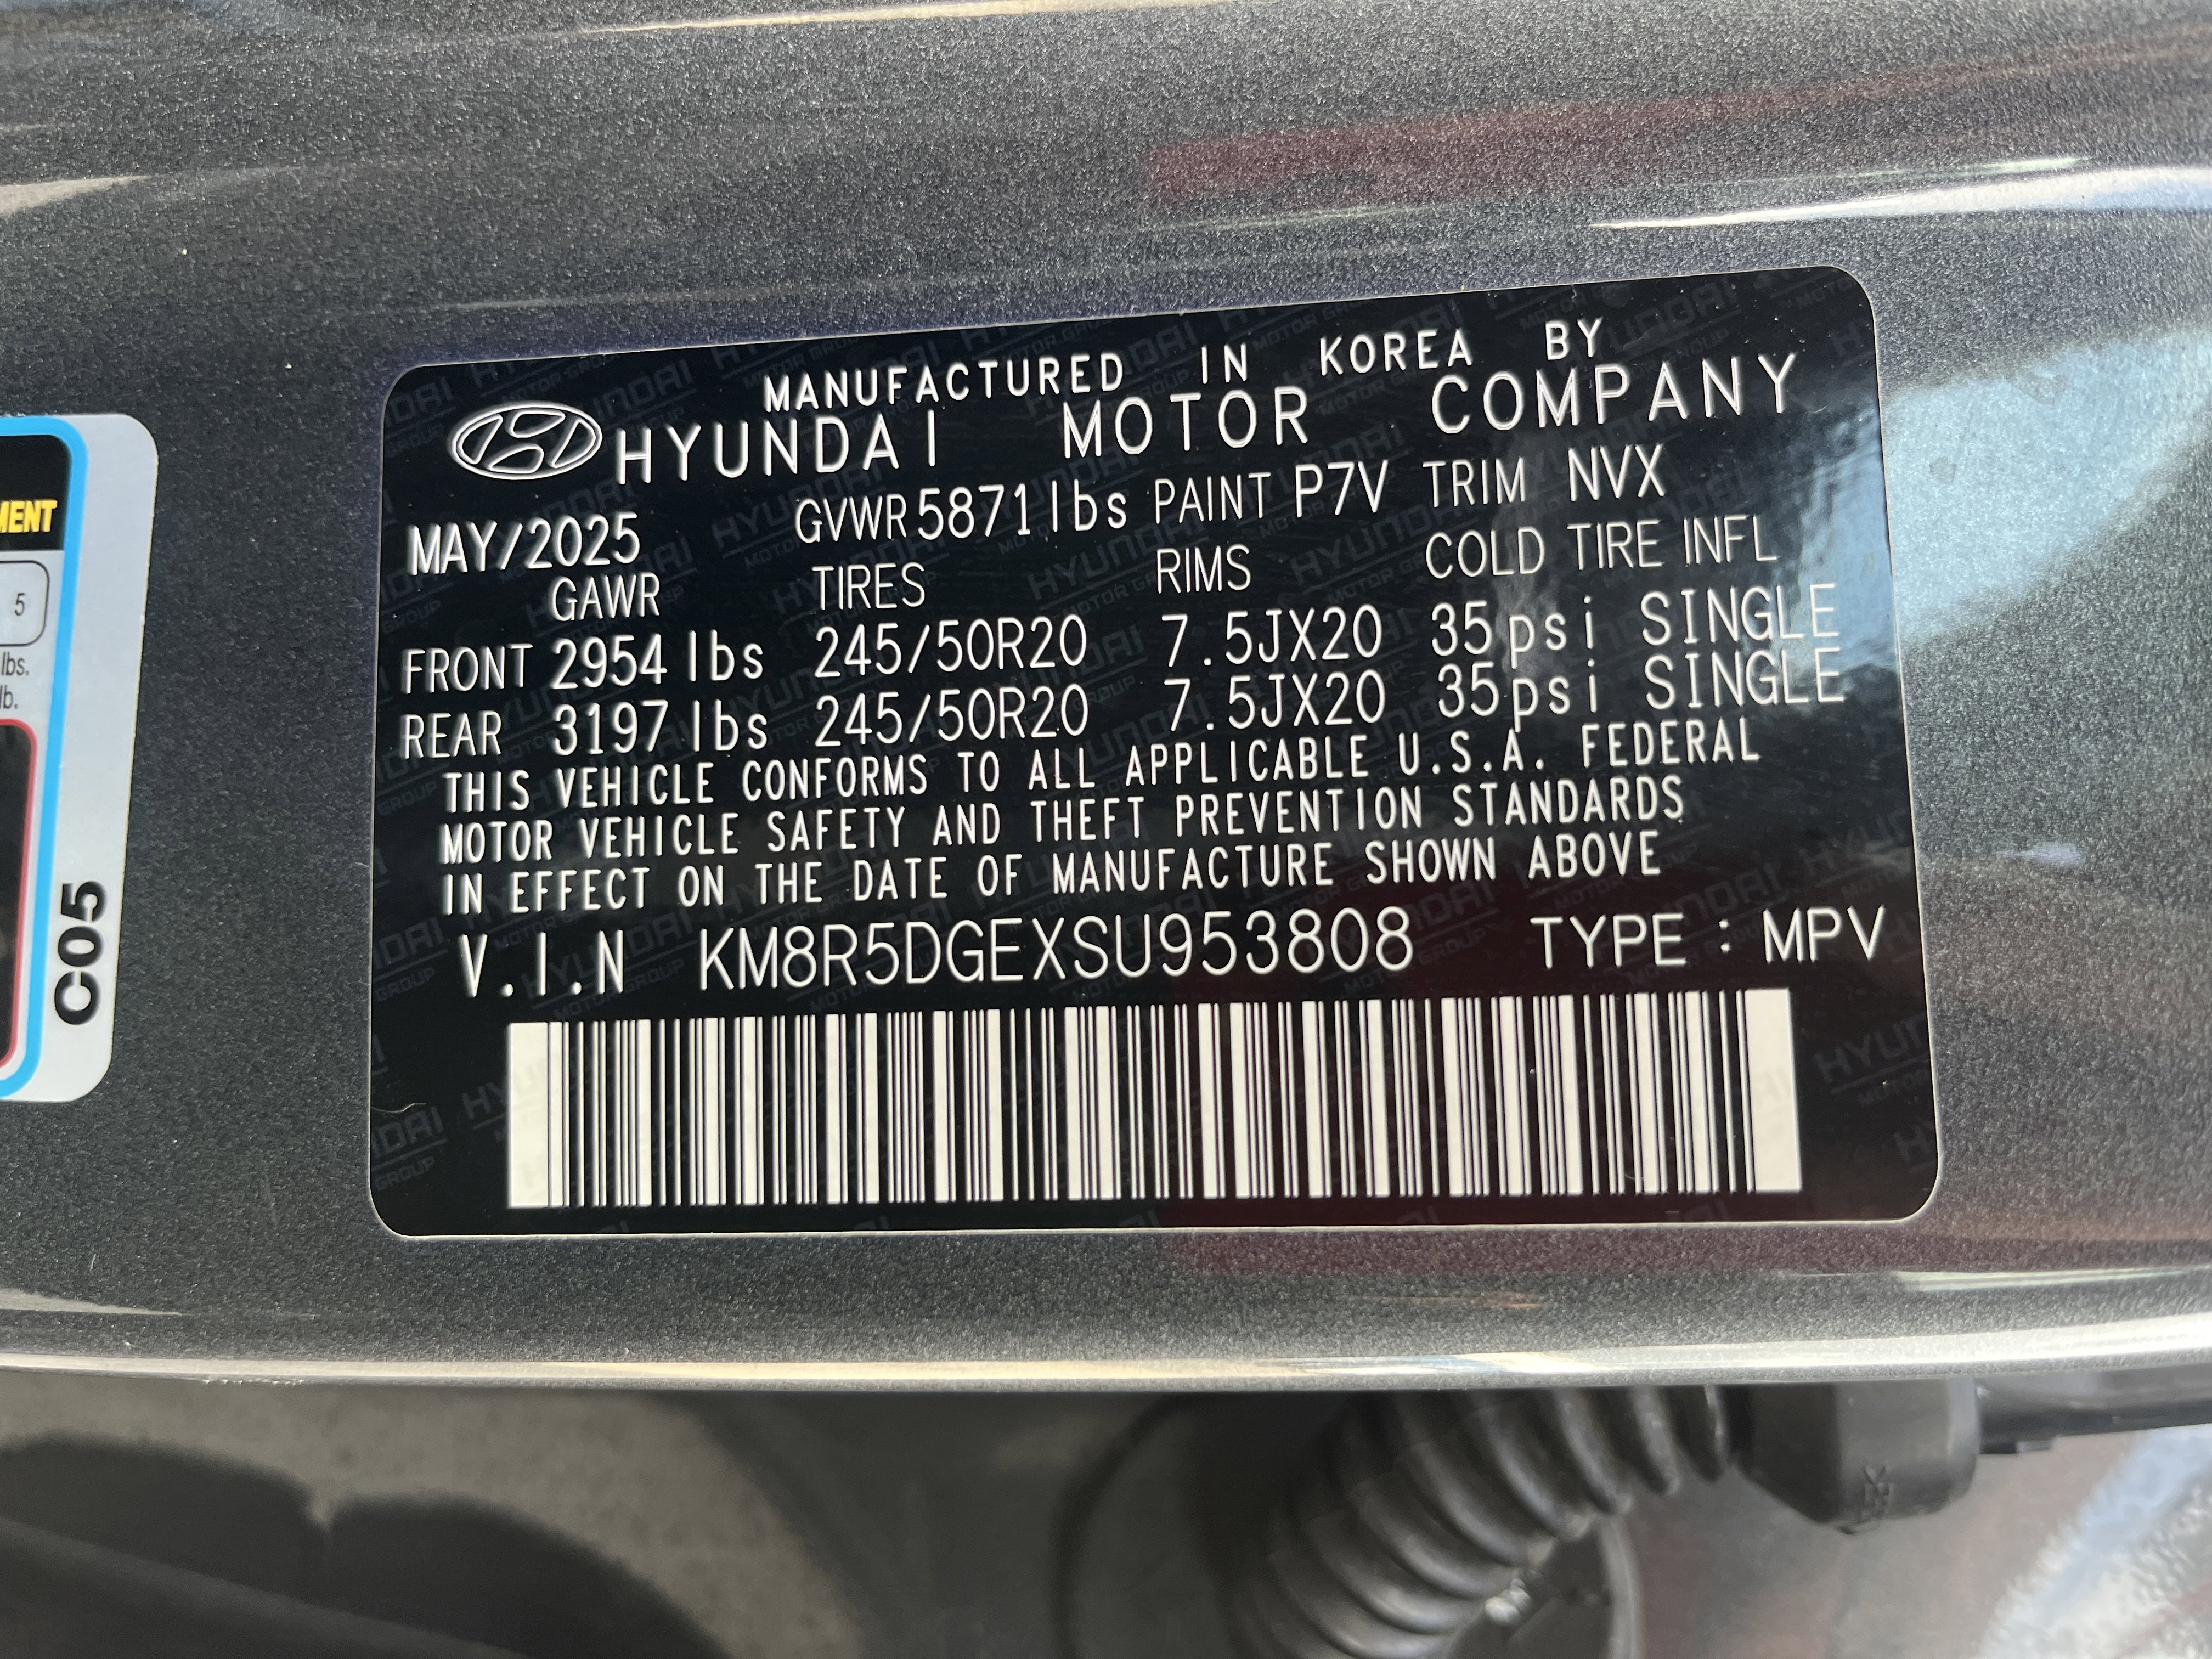 MANUFACTURED IN KOREA BY
HYUNDAI MOTOR COMPANY
MAY/2025 GVWR 5871lbs PAINT P7V TRIM NVX
GAWR TIRES RIMS COLD TIRE INFL
FRONT 2954 lbs 245/50R20 7.5JX20 35psi SINGLE
REAR 3197 lbs 245/50R20 7.5JX20 35psi SINGLE
THIS VEHICLE CONFORMS TO ALL APPLICABLE U.S.A. FEDERAL
MOTOR VEHICLE SAFETY AND THEFT PREVENTION STANDARDS
IN EFFECT ON THE DATE OF MANUFACTURE SHOWN ABOVE
V.I.N KM8R5DGEXSU953808 TYPE : MPV
5
lbs.
lb.
C05